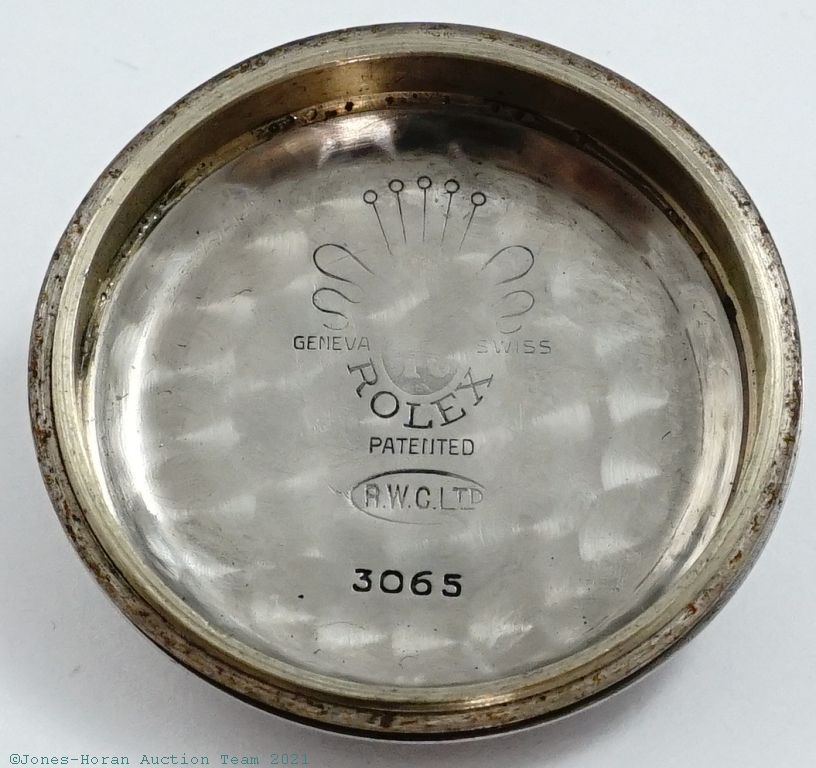 GENEVA SWISS
ROLEX
PATENTED
R.W.C.LTD
3065
©Jones-Horan Auction Team 2021